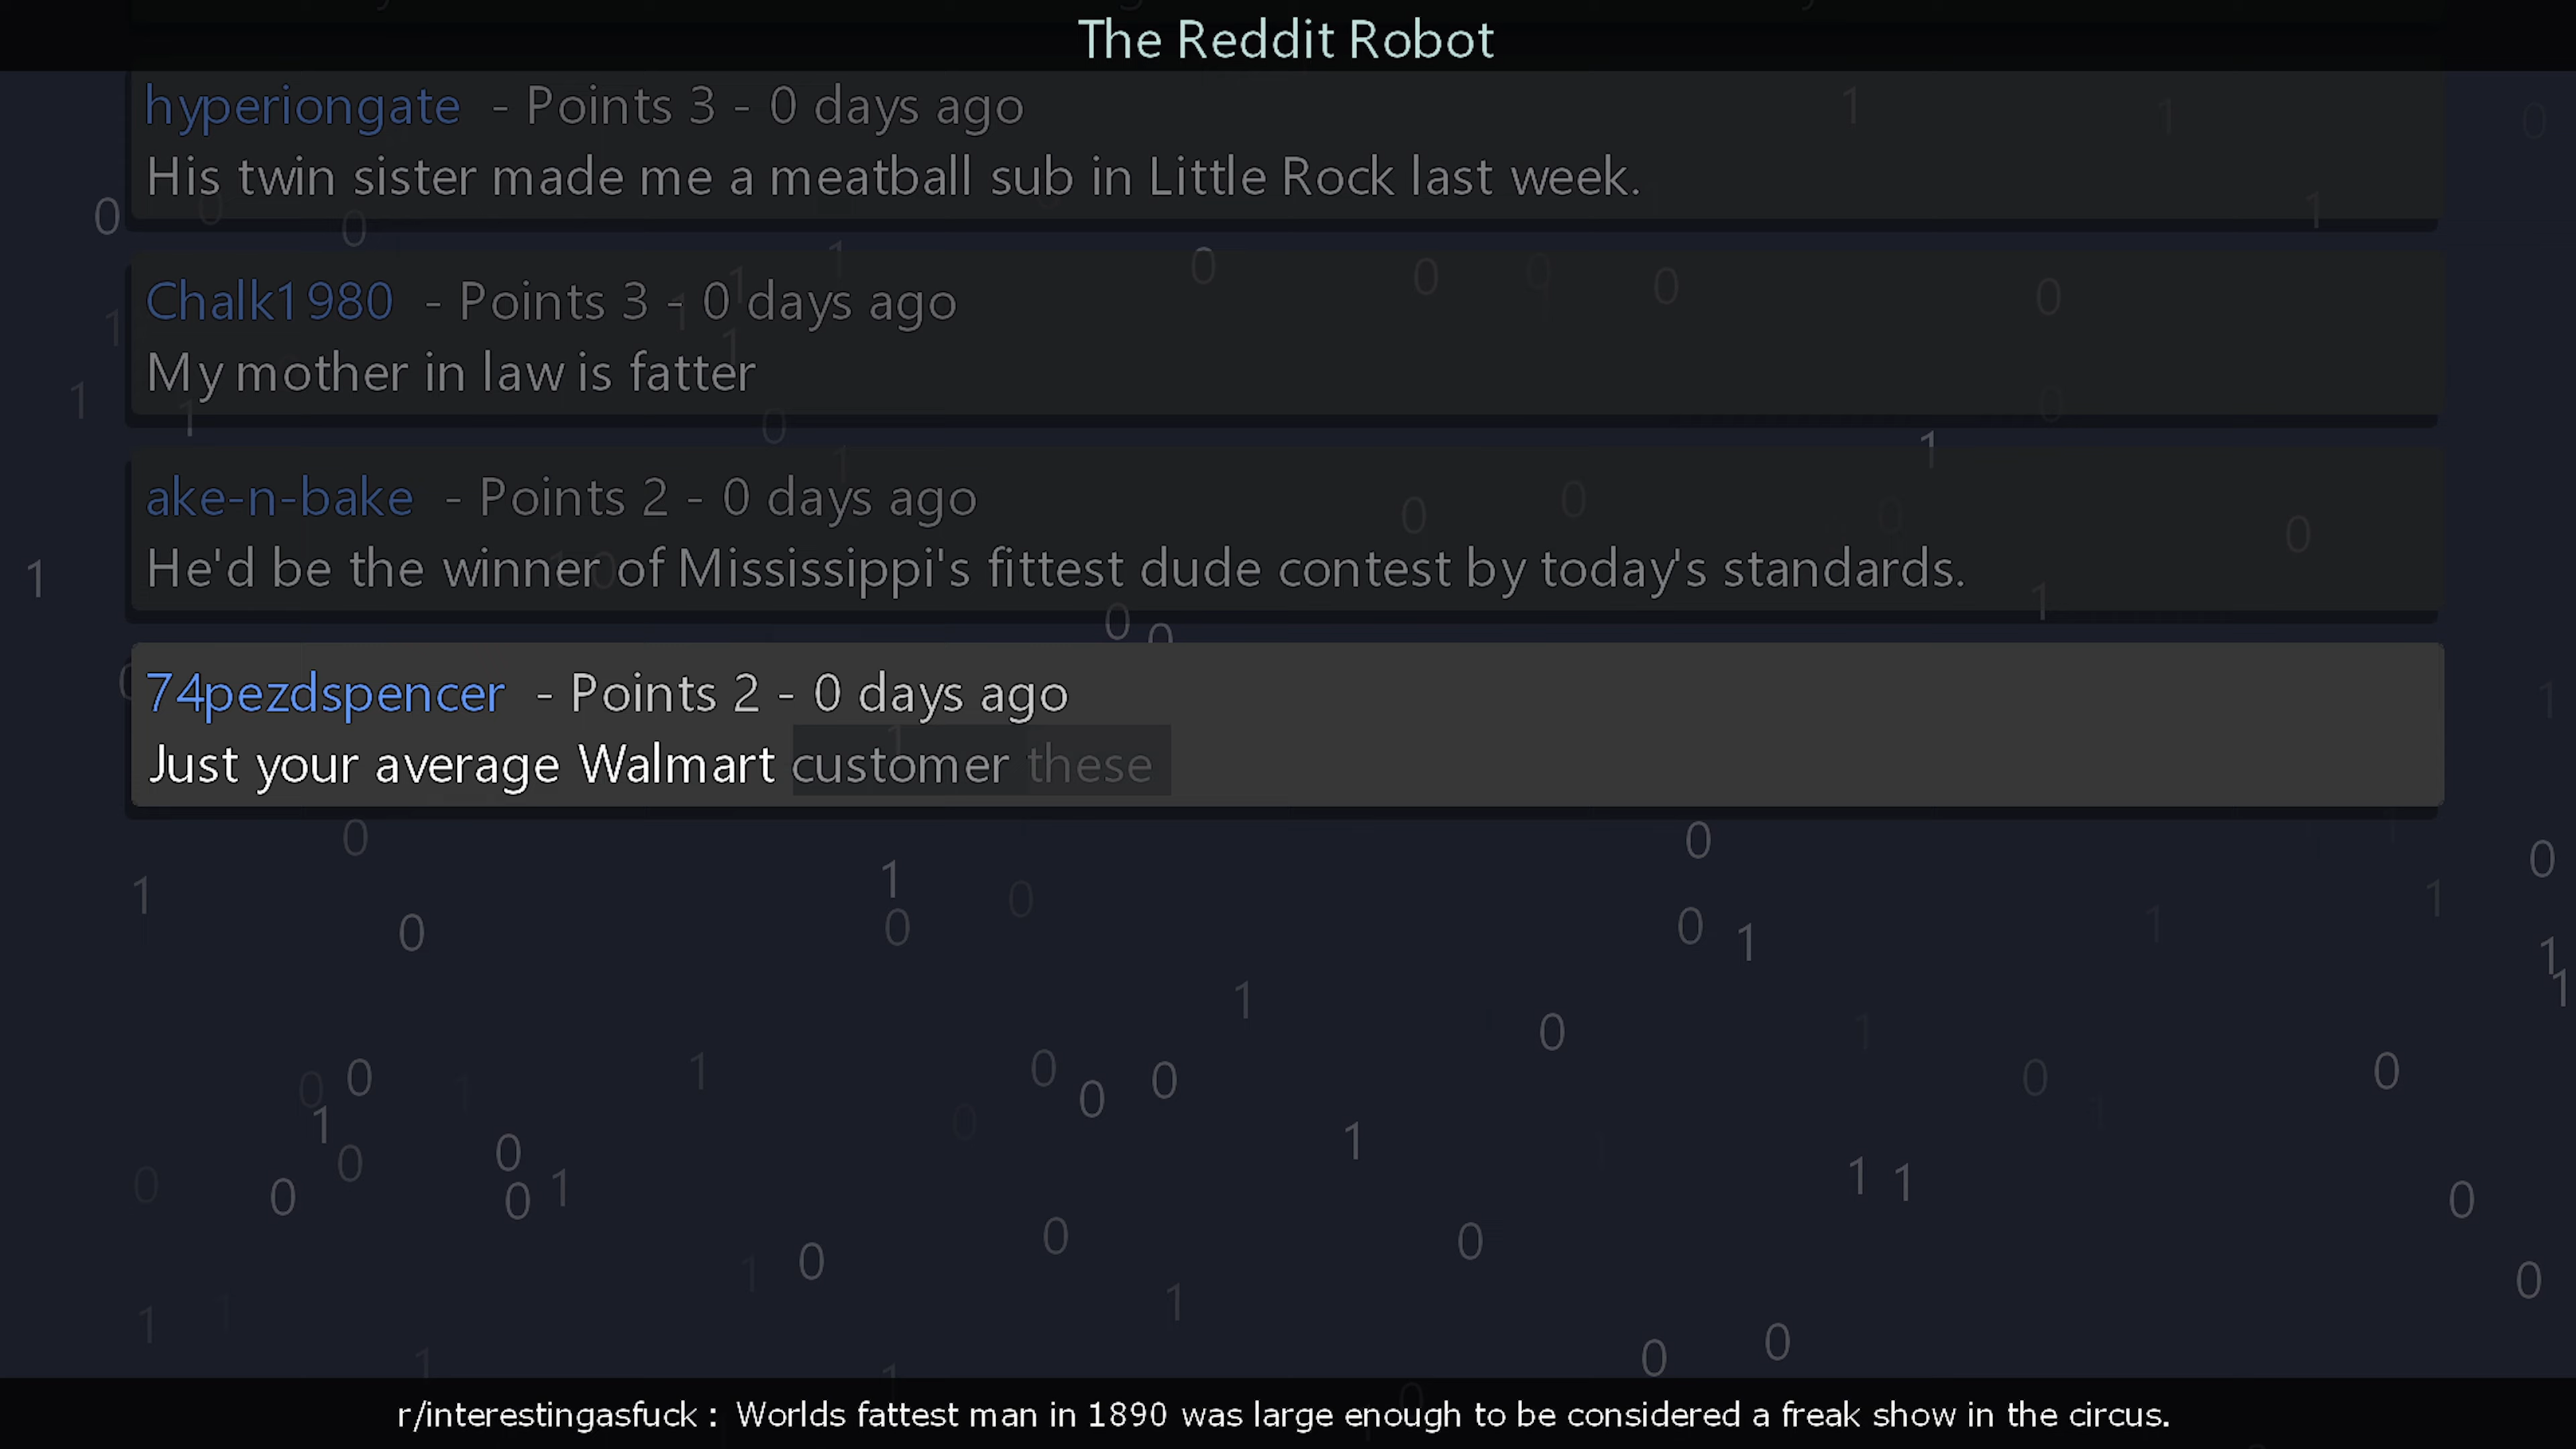 The Reddit Robot
hyperiongate - Points 3 - 0 days ago
His twin sister made me a meatball sub in Little Rock last week.
Chalk1980 - Points 3 - 0 days ago
My mother in law is fatter
ake-n-bake - Points 2 - 0 days ago
He'd be the winner of Mississippi's fittest dude contest by today's standards.
74pezdspencer - Points 2 - 0 days ago
Just your average Walmart customer these
r/interestingasfuck : Worlds fattest man in 1890 was large enough to be considered a freak show in the circus.